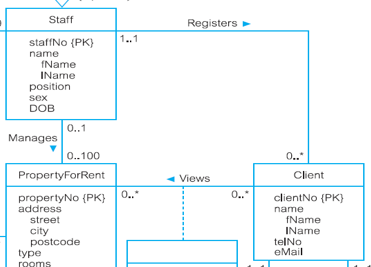 Staff
Registers ►
staffNo {PK}
1..1
name
fName
lName
position
sex
DOB
0..1
Manages
▼
0..100
0..*
PropertyForRent
◄ Views
Client
propertyNo {PK}
0..*
0..*
clientNo {PK}
address
name
street
fName
city
lName
postcode
telNo
type
eMail
rooms